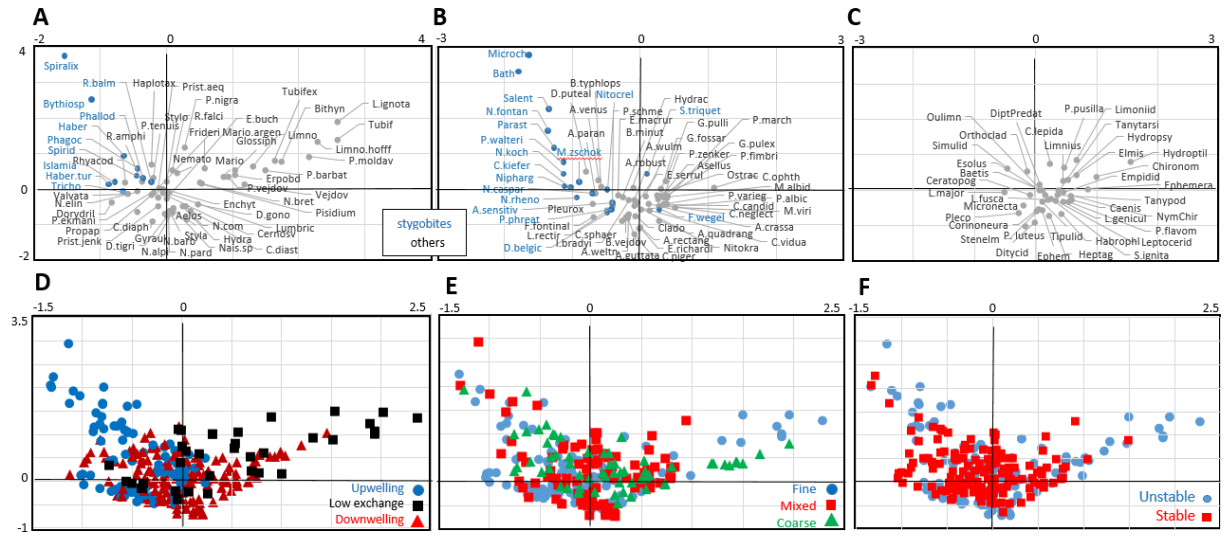 A
B
C
-2
0
4
-3
0
3
-3
0
3
4
0
-2
Spiralix
R.balm
Haplotax
Prist.aeq
Tubifex
Bythiosp
P.nigra
Bithyn
L.ignota
Phallod
Stylo
R.falci
E.buch
Haber
P.tenuis
Frideri
Mario.argen
Limno
Tubif
R.amphi
Glossiph
Phagoc
Limno.hofff
Spirid
Nemato
Mario
P.moldav
Rhyacod
Islamia
Erpobd
P.barbat
Haber.tur
P.vejdov
Tricho
Valvata
N.bret
Vejdov
N.elin
Enchyt
Pisidium
Dorydril
Aelos
D.gono
P.ekmani
N.com
Lumbric
Propap
C.diaph
Cernosv
Prist.jenk
Gyrau
N.barb
Styla
Hydra
D.tigri
Nais.sp
C.diast
N.alpi
N.pard
stygobites
others
Microch
Bath
B.typhlops
Salent
D.puteal
Nitocrel
Hydrac
N.fontan
A.venus
P.schme
S.triquet
Parast
E.macrur
G.pulli
P.march
P.walteri
A.paran
B.minut
G.fossar
N.koch
M.zschok
A.wulm
G.pulex
C.kiefer
A.robust
P.zenker
P.fimbri
Nipharg
Asellus
E.serrul
Ostrac
C.ophth
N.caspar
M.albid
N.rheno
P.varieg
P.albic
A.sensitiv
Pleurox
C.candid
M.viri
P.phreat
F.wegel
C.neglect
F.fontinal
Clado
A.crassa
L.rectir
C.sphaer
A.quadrang
D.belgic
I.bradyi
B.vejdov
A.rectang
C.vidua
A.weltn
E.richardi
Nitokra
A.guttata
C.piger
Oulimn
DiptPredat
P.pusilla
Limoniid
Simulid
Orthoclad
C.lepida
Tanytarsi
Limnius
Hydropsy
Esolus
Elmis
Hydroptil
Baetis
Chironom
Ceratopog
Empidid
L.major
L.fusca
Ephemera
Micronecta
Tanypod
Pleco
Caenis
Corinoneura
L.genicul
NymChir
Stenelm
P. luteus
Tipulid
P.flavom
Habrophl
Leptocerid
Ditycid
Ephem
Heptag
S.ignita
D
E
F
-1.5
0
2.5
-1.5
0
2.5
-1.5
0
2.5
3.5
0
-1
Upwelling
Low exchange
Downwelling
Fine
Mixed
Coarse
Unstable
Stable